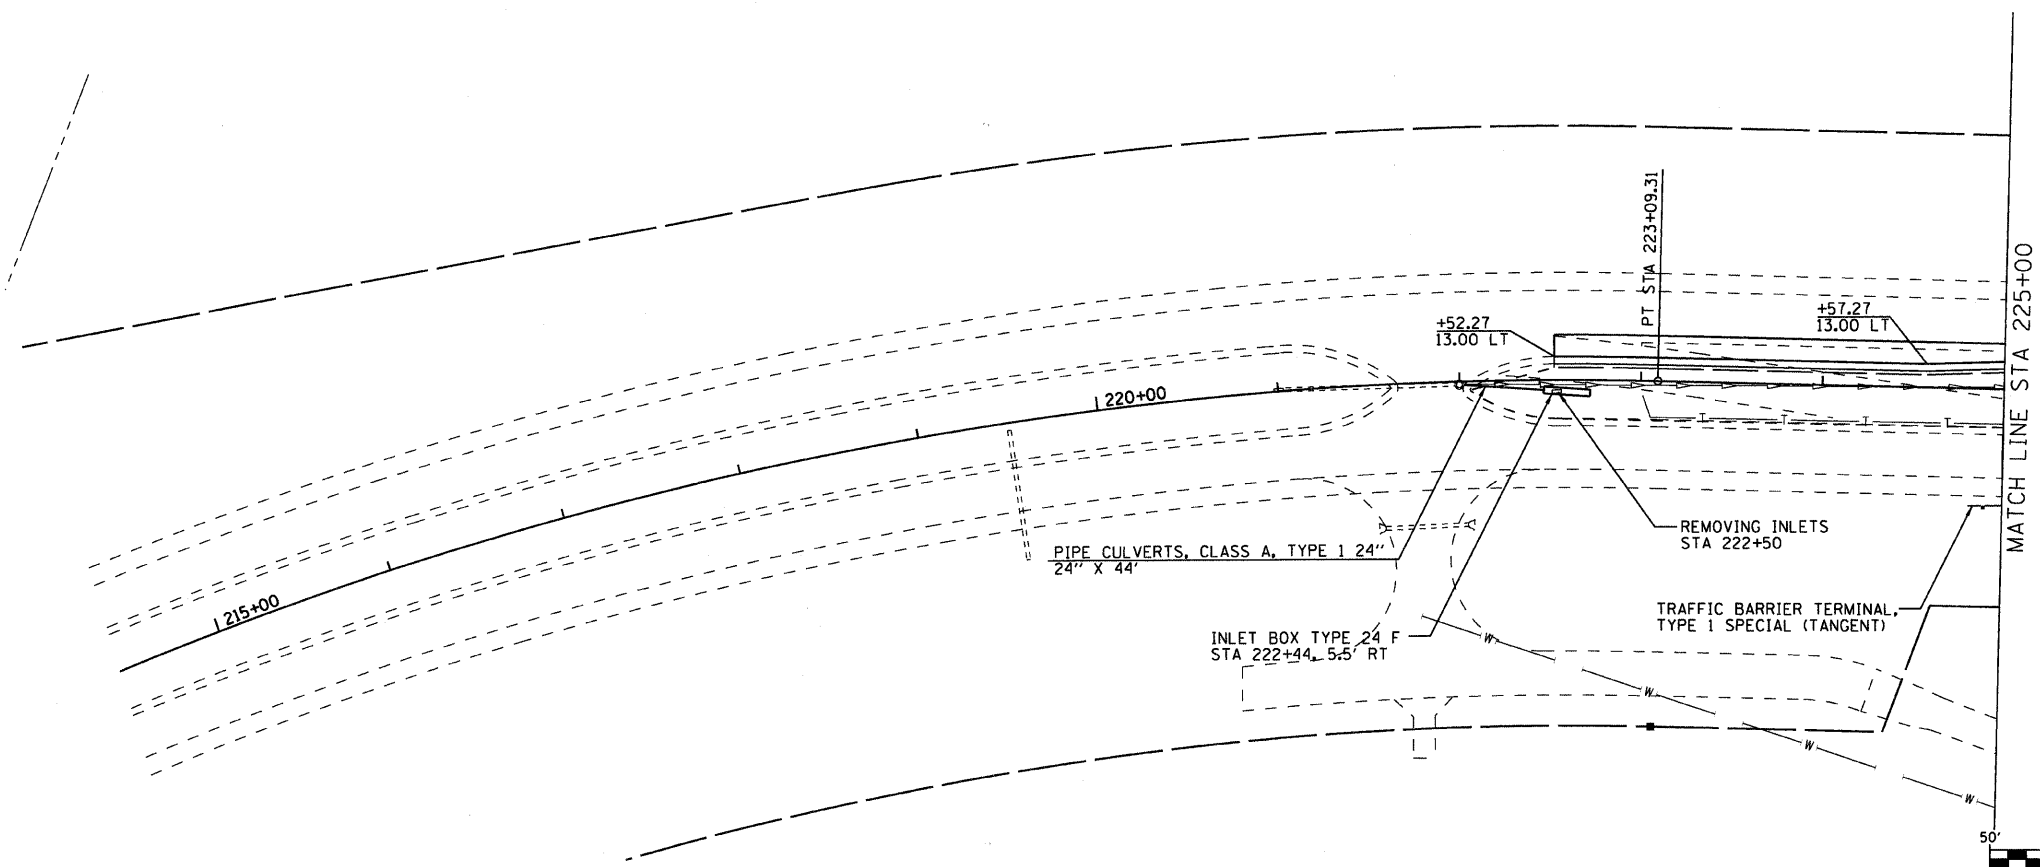 PT STA 223+09.31
+52.27
13.00 LT
+57.27
13.00 LT
MATCH LINE STA 225+00
220+00
215+00
T T T T
PIPE CULVERTS, CLASS A, TYPE 1 24"
24" X 44'
REMOVING INLETS
STA 222+50
TRAFFIC BARRIER TERMINAL,
TYPE 1 SPECIAL (TANGENT)
INLET BOX TYPE 24 F
STA 222+44, 5.5' RT
W
W
W
W
50'